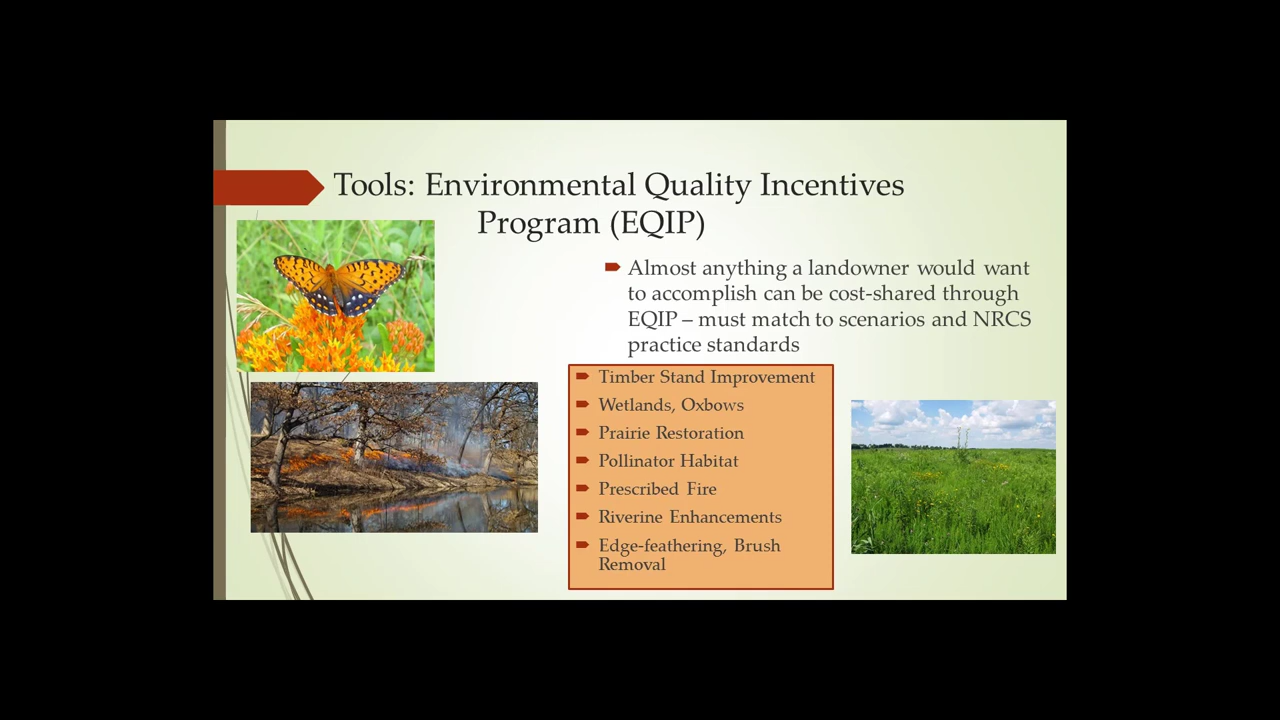 Tools: Environmental Quality Incentives
Program (EQIP)
Almost anything a landowner would want
to accomplish can be cost-shared through
EQIP – must match to scenarios and NRCS
practice standards
Timber Stand Improvement
Wetlands, Oxbows
Prairie Restoration
Pollinator Habitat
Prescribed Fire
Riverine Enhancements
Edge-feathering, Brush
Removal